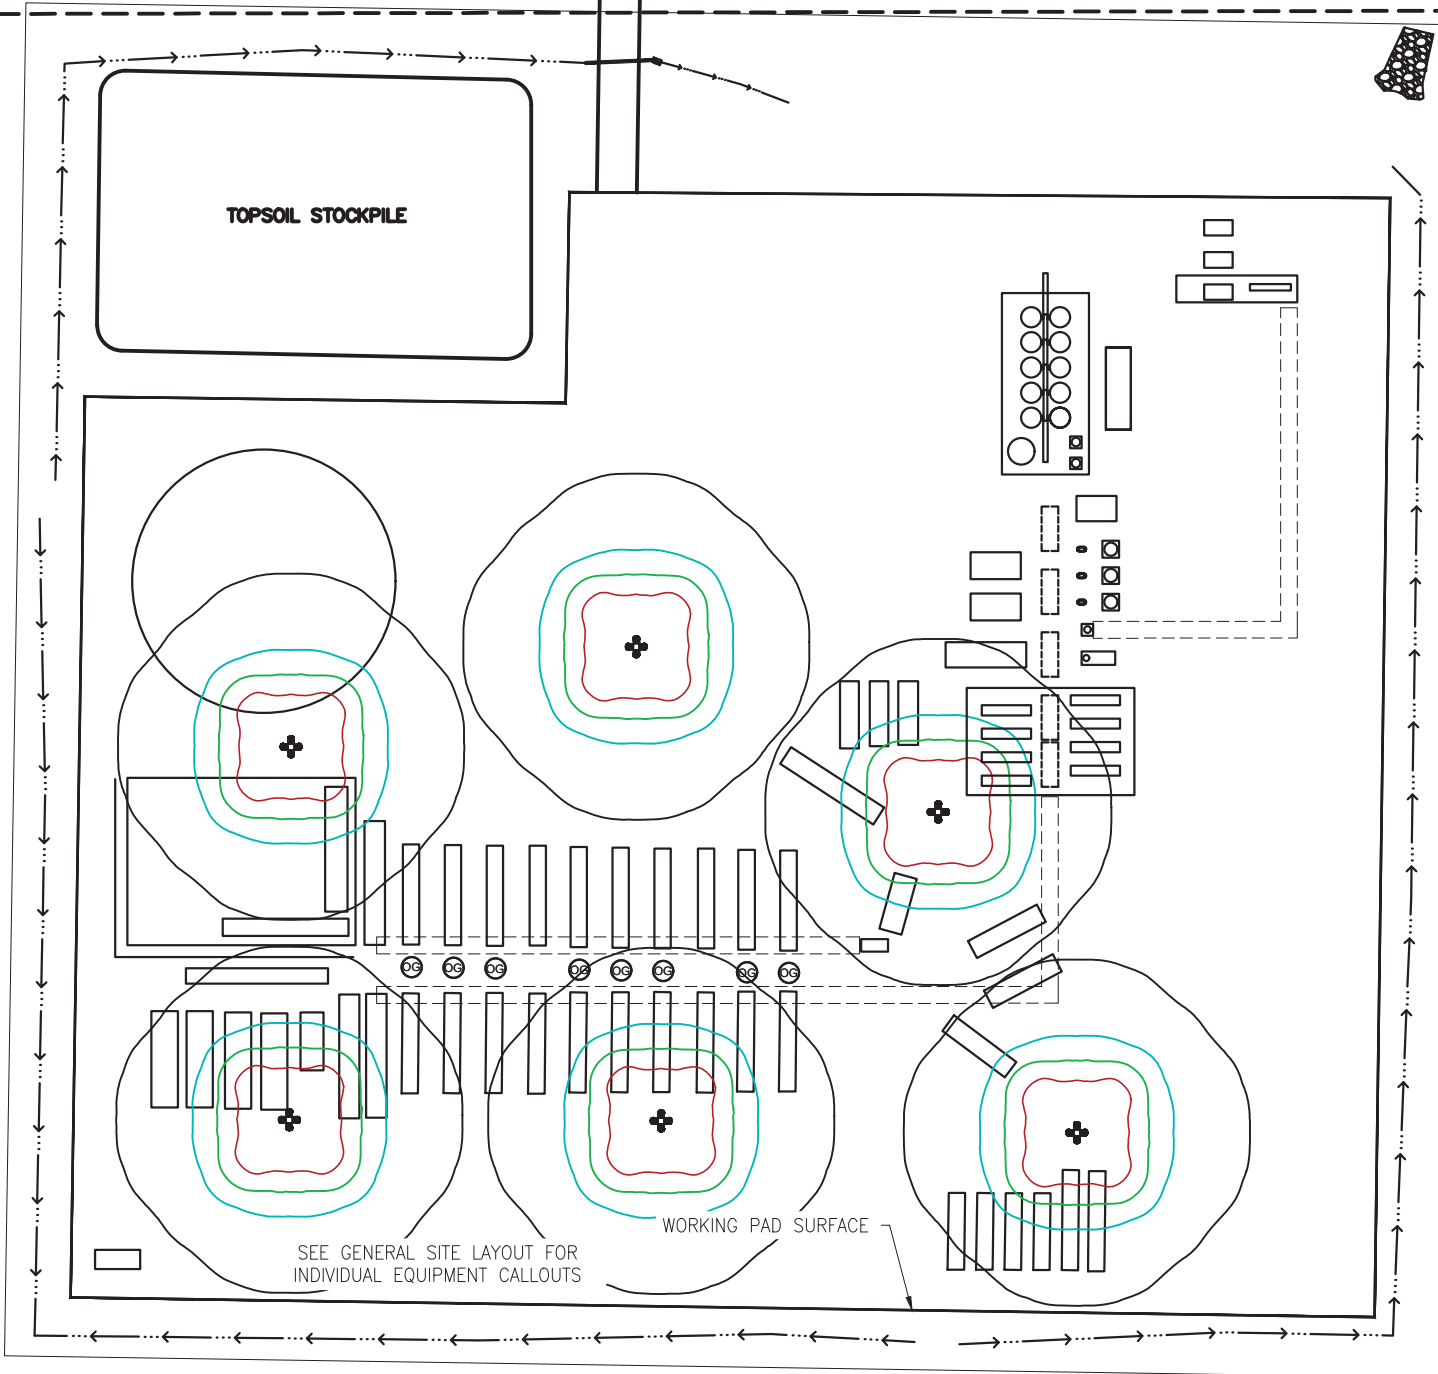 TOPSOIL STOCKPILE
OG OG OG OG OG OG OG OG
WORKING PAD SURFACE
SEE GENERAL SITE LAYOUT FOR
INDIVIDUAL EQUIPMENT CALLOUTS